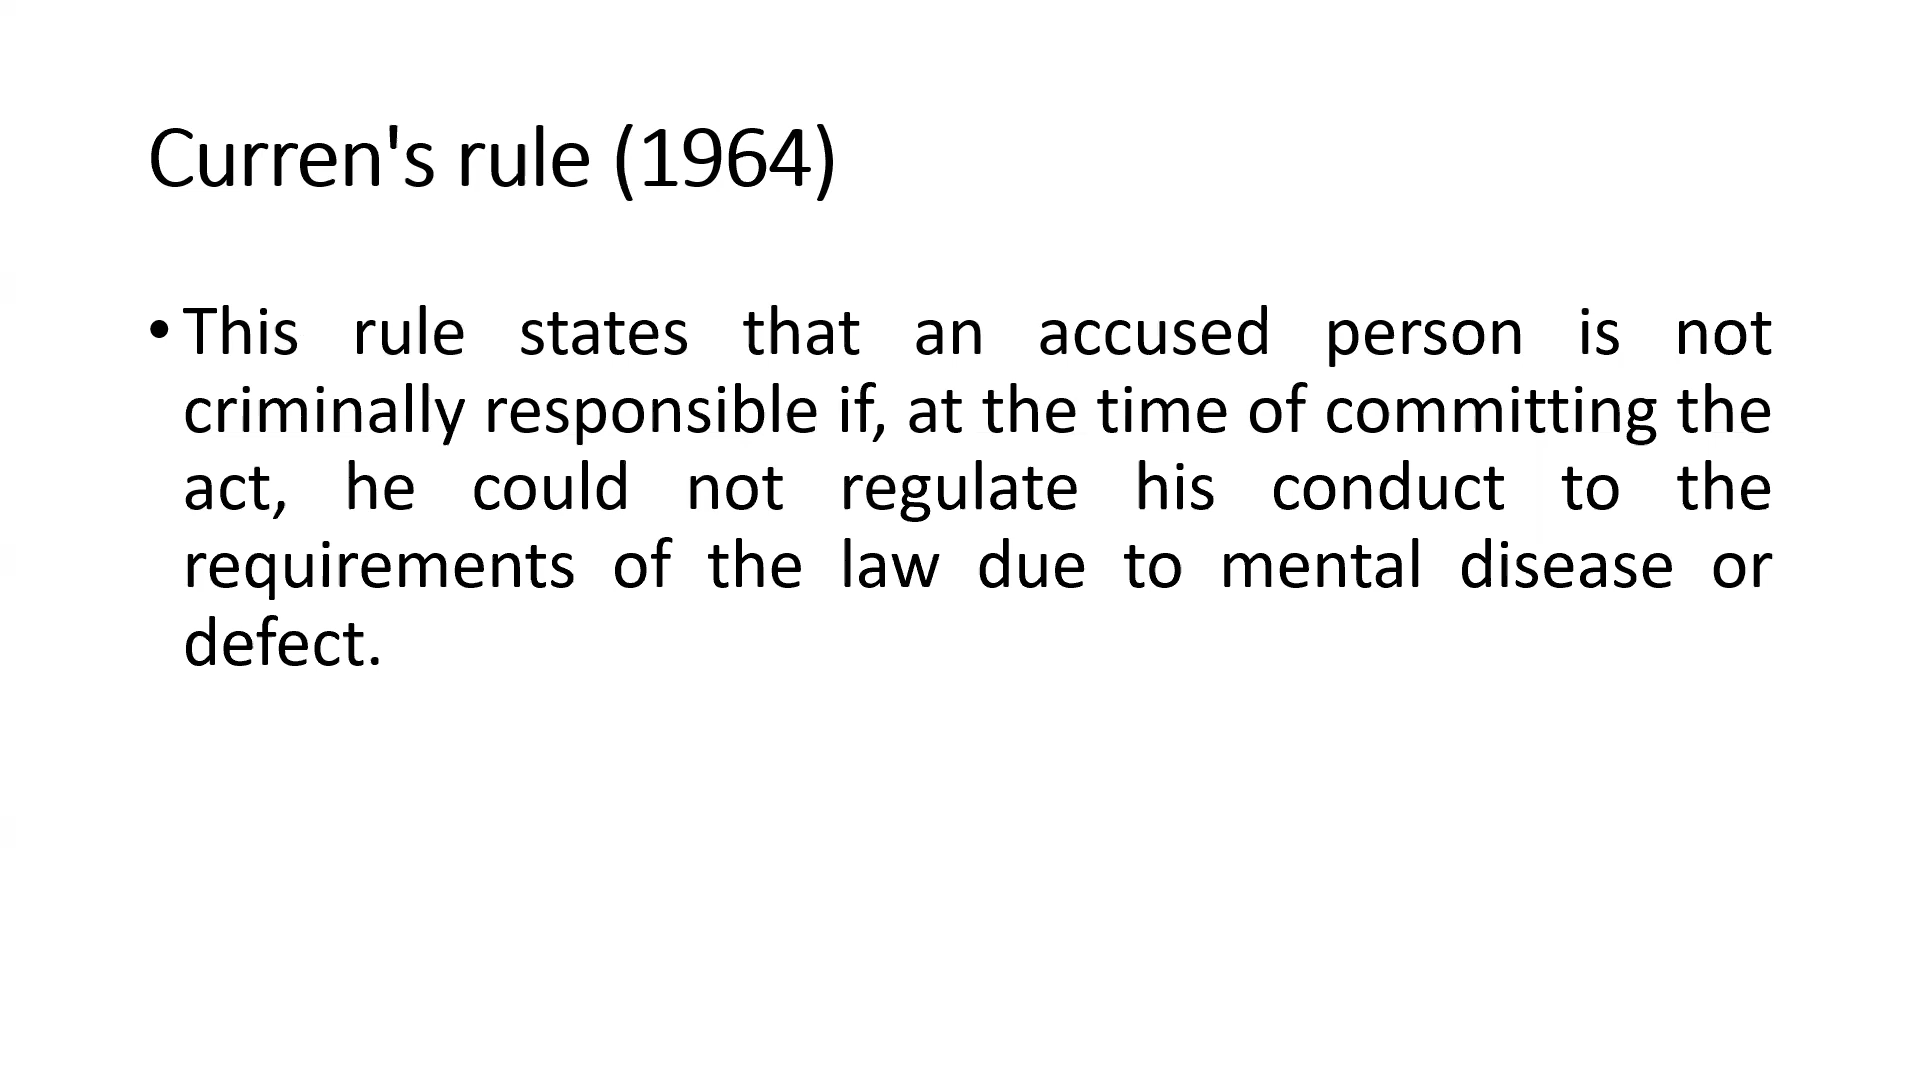 Curren's rule (1964)
• This rule states that an accused person is not
criminally responsible if, at the time of committing the
act, he could not regulate his conduct to the
requirements of the law due to mental disease or
defect.